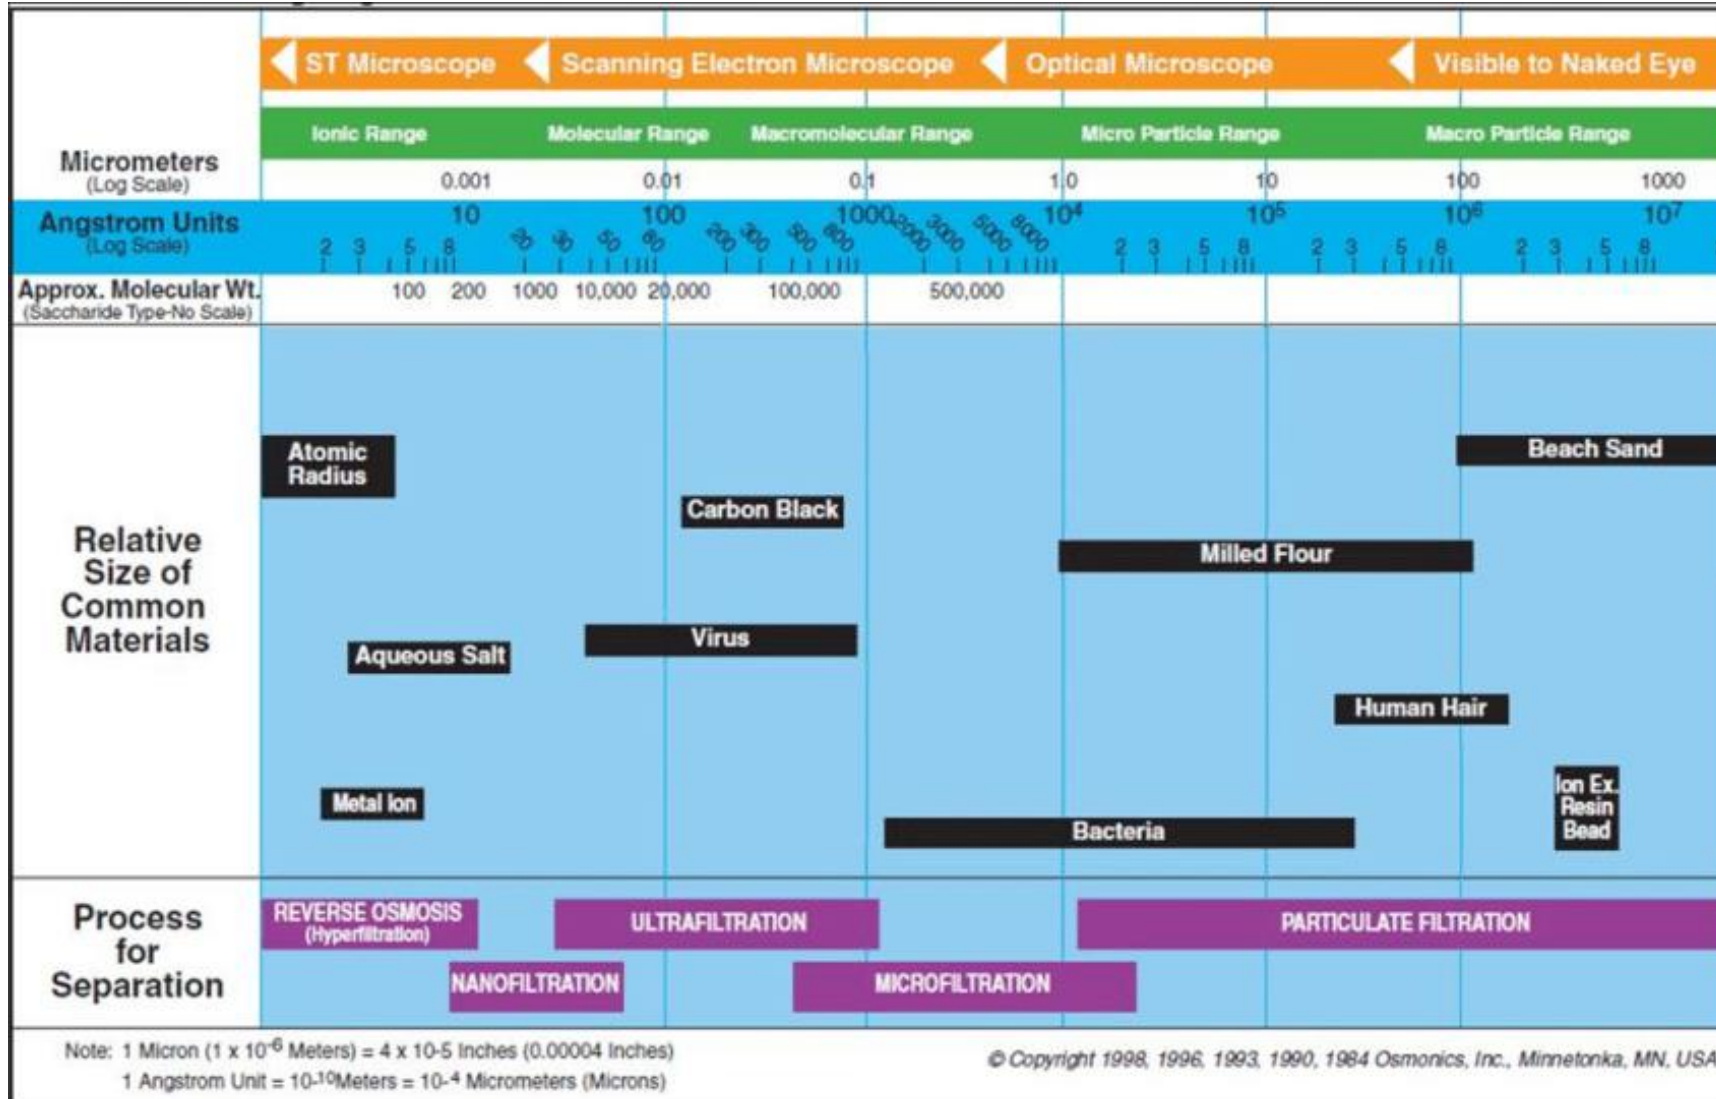 ST Microscope Scanning Electron Microscope Optical Microscope Visible to Naked Eye
Ionic Range Molecular Range Macromolecular Range Micro Particle Range Macro Particle Range
Micrometers
(Log Scale)
0.001 0.01 0.1 1.0 10 100 1000
Angstrom Units
(Log Scale)
10 100 1000 10⁴ 10⁵ 10⁶ 10⁷
2 3 5 8 20 30 50 80 200 300 500 800 2000 3000 5000 8000 2 3 5 8 2 3 5 8 2 3 5 8
Approx. Molecular Wt.
(Saccharide Type-No Scale)
100 200 1000 10,000 20,000 100,000 500,000
Relative
Size of
Common
Materials
Atomic
Radius
Beach Sand
Carbon Black
Milled Flour
Virus
Aqueous Salt
Human Hair
Metal Ion
Ion Ex.
Resin
Bead
Bacteria
Process
for
Separation
REVERSE OSMOSIS
(Hyperfiltration)
ULTRAFILTRATION
PARTICULATE FILTRATION
NANOFILTRATION
MICROFILTRATION
Note: 1 Micron (1 x 10⁻⁶ Meters) = 4 x 10-5 Inches (0.00004 Inches)
1 Angstrom Unit = 10-¹⁰Meters = 10-⁴ Micrometers (Microns)
© Copyright 1998, 1996, 1993, 1990, 1984 Osmonics, Inc., Minnetonka, MN, USA